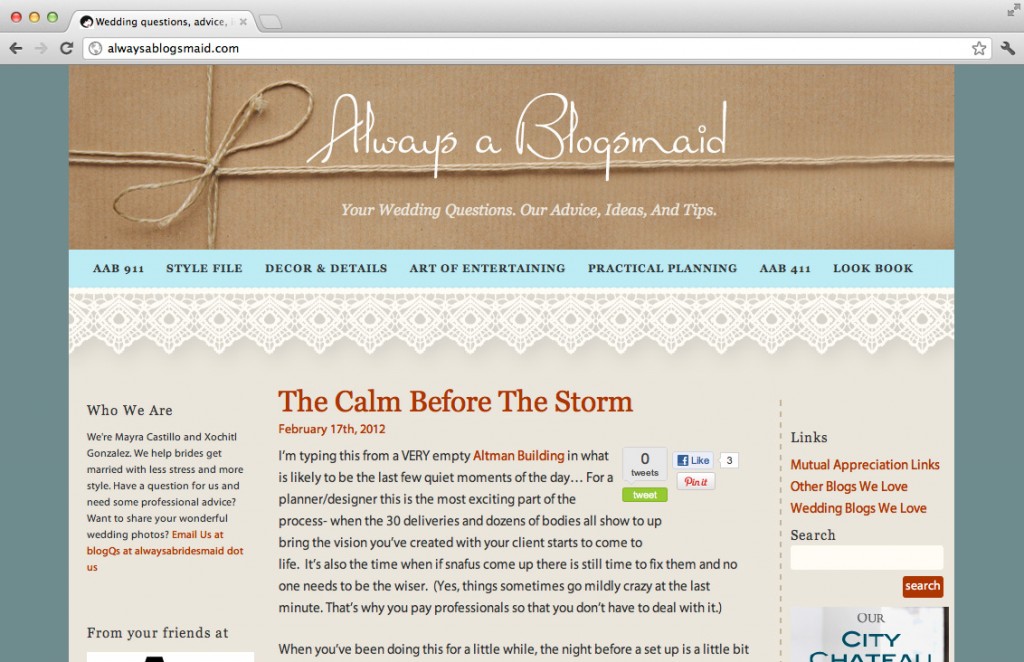 Wedding questions, advice,
alwaysablogsmaid.com
Always a Blogsmaid
Your Wedding Questions. Our Advice, Ideas, And Tips.
AAB 911 STYLE FILE DECOR & DETAILS ART OF ENTERTAINING PRACTICAL PLANNING AAB 411 LOOK BOOK
Who We Are
We're Mayra Castillo and Xochitl
Gonzalez. We help brides get
married with less stress and more
style. Have a question for us and
need some professional advice?
Want to share your wonderful
wedding photos? Email Us at
blogQs at alwaysabridesmaid dot
us
From your friends at
The Calm Before The Storm
February 17th, 2012
I'm typing this from a VERY empty Altman Building in what
is likely to be the last few quiet moments of the day… For a
planner/designer this is the most exciting part of the
process- when the 30 deliveries and dozens of bodies all show to up
bring the vision you've created with your client starts to come to
life. It's also the time when if snafus come up there is still time to fix them and no
one needs to be the wiser. (Yes, things sometimes go mildly crazy at the last
minute. That's why you pay professionals so that you don't have to deal with it.)
When you've been doing this for a little while, the night before a set up is a little bit
0
tweets
tweet
Like 3
Pin it
Links
Mutual Appreciation Links
Other Blogs We Love
Wedding Blogs We Love
Search
search
OUR
CITY
CHATEAU